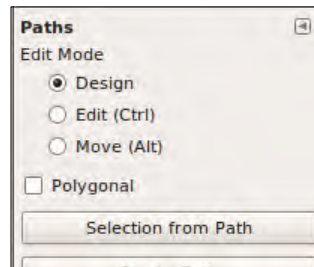 Paths
Edit Mode
Design
Edit (Ctrl)
Move (Alt)
Polygonal
Selection from Path